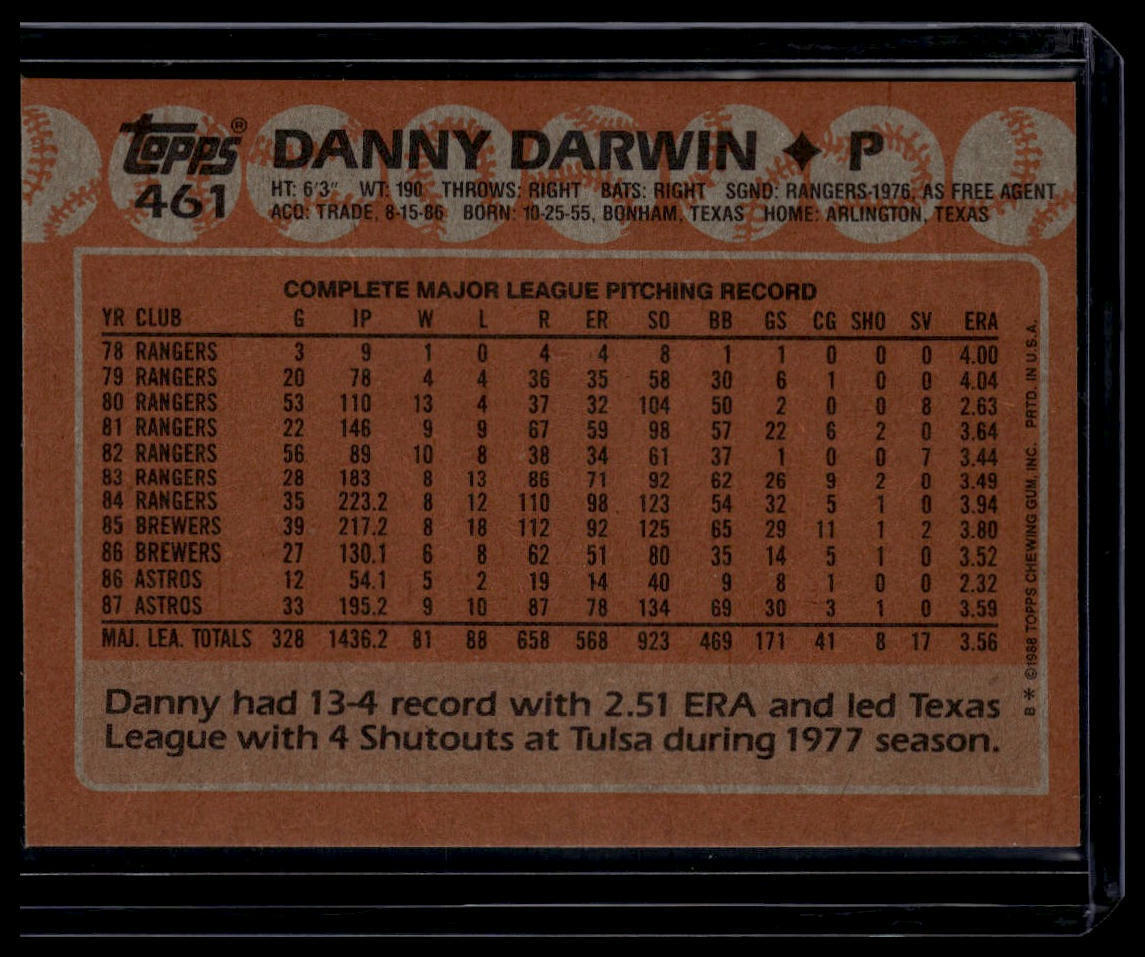 Topps® DANNY DARWIN ✦ P
461 HT: 6'3" WT: 190 THROWS: RIGHT BATS: RIGHT SGND: RANGERS-1976, AS FREE AGENT
ACQ: TRADE, 8-15-86 BORN: 10-25-55, BONHAM, TEXAS HOME: ARLINGTON, TEXAS
COMPLETE MAJOR LEAGUE PITCHING RECORD
YR CLUB G IP W L R ER SO BB GS CG SHO SV ERA
78 RANGERS 3 9 1 0 4 4 8 1 1 0 0 0 4.00
79 RANGERS 20 78 4 4 36 35 58 30 6 1 0 0 4.04
80 RANGERS 53 110 13 4 37 32 104 50 2 0 0 8 2.63
81 RANGERS 22 146 9 9 67 59 98 57 22 6 2 0 3.64
82 RANGERS 56 89 10 8 38 34 61 37 1 0 0 7 3.44
83 RANGERS 28 183 8 13 86 71 92 62 26 9 2 0 3.49
84 RANGERS 35 223.2 8 12 110 98 123 54 32 5 1 0 3.94
85 BREWERS 39 217.2 8 18 112 92 125 65 29 11 1 2 3.80
86 BREWERS 27 130.1 6 8 62 51 80 35 14 5 1 0 3.52
86 ASTROS 12 54.1 5 2 19 14 40 9 8 1 0 0 2.32
87 ASTROS 33 195.2 9 10 87 78 134 69 30 3 1 0 3.59
MAJ. LEA. TOTALS 328 1436.2 81 88 658 568 923 469 171 41 8 17 3.56
Danny had 13-4 record with 2.51 ERA and led Texas
League with 4 Shutouts at Tulsa during 1977 season.
B* ©1988 TOPPS CHEWING GUM, INC. PRTD. IN U.S.A.